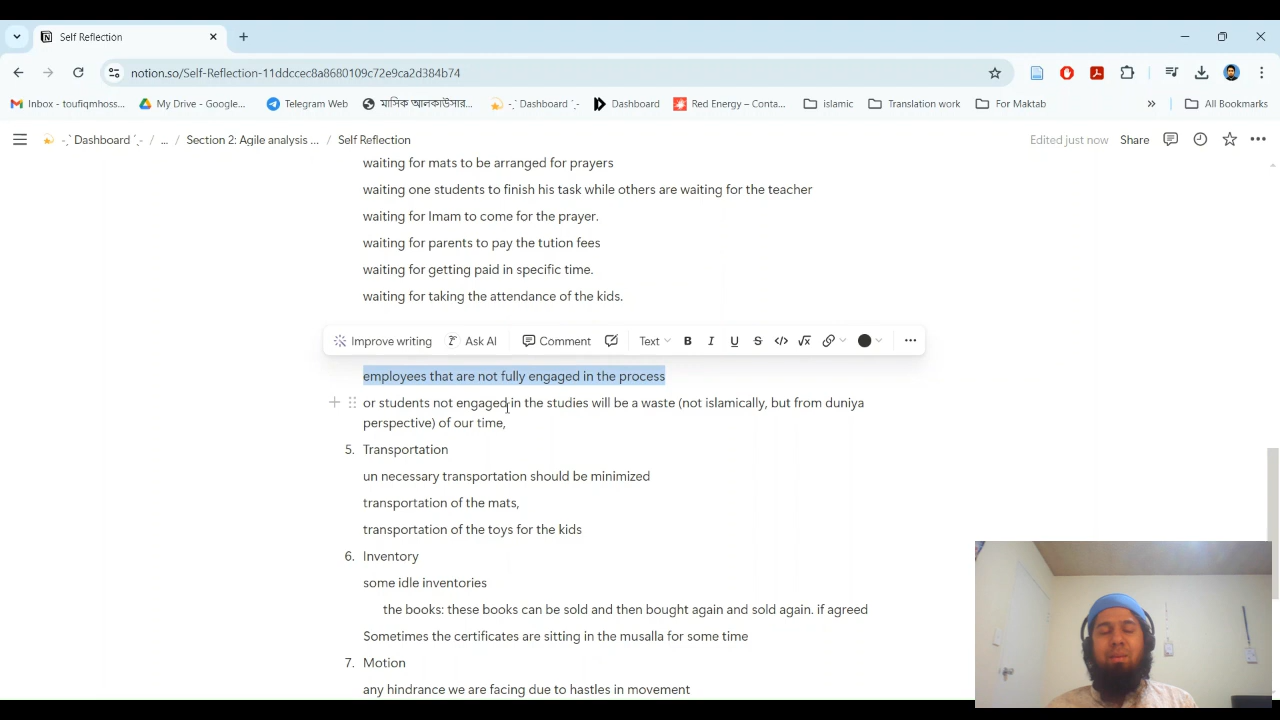 Self Reflection
notion.so/Self-Reflection-11ddccec8a8680109c72e9ca2d384b74
Inbox - toufiqmhoss...
My Drive - Google...
Telegram Web
মাসিক আলকাউসার...
-ˏˋ Dashboard ˊˎ-
Dashboard
Red Energy – Conta...
islamic
Translation work
For Maktab
»
All Bookmarks
-ˏˋ Dashboard ˊˎ- / ... / Section 2: Agile analysis ... / Self Reflection
Edited just now
Share
waiting for mats to be arranged for prayers
waiting one students to finish his task while others are waiting for the teacher
waiting for Imam to come for the prayer.
waiting for parents to pay the tution fees
waiting for getting paid in specific time.
waiting for taking the attendance of the kids.
Improve writing
Ask AI
Comment
Text
B
I
U
S
</>
√x
employees that are not fully engaged in the process
or students not engaged in the studies will be a waste (not islamically, but from duniya
perspective) of our time,
5. Transportation
un necessary transportation should be minimized
transportation of the mats,
transportation of the toys for the kids
6. Inventory
some idle inventories
the books: these books can be sold and then bought again and sold again. if agreed
Sometimes the certificates are sitting in the musalla for some time
7. Motion
any hindrance we are facing due to hastles in movement